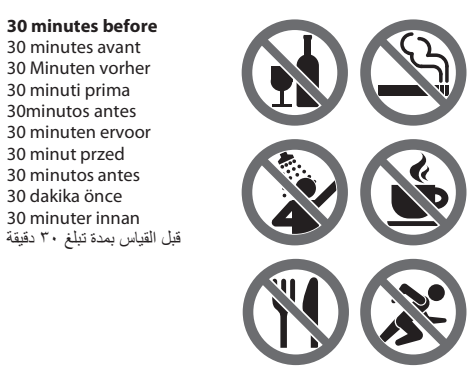 30 minutes before
30 minutes avant
30 Minuten vorher
30 minuti prima
30minutos antes
30 minuten ervoor
30 minut przed
30 minutos antes
30 dakika önce
30 minuter innan
قبل القياس بمدة تبلغ ٣٠ دقيقة